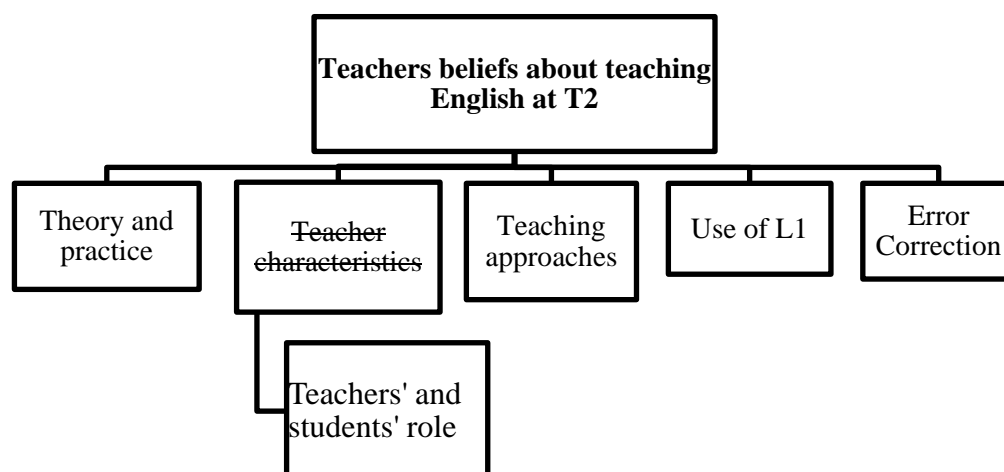 Teachers beliefs about teaching
English at T2
Theory and
practice
Teacher
characteristics
Teaching
approaches
Use of L1
Error
Correction
Teachers' and
students' role